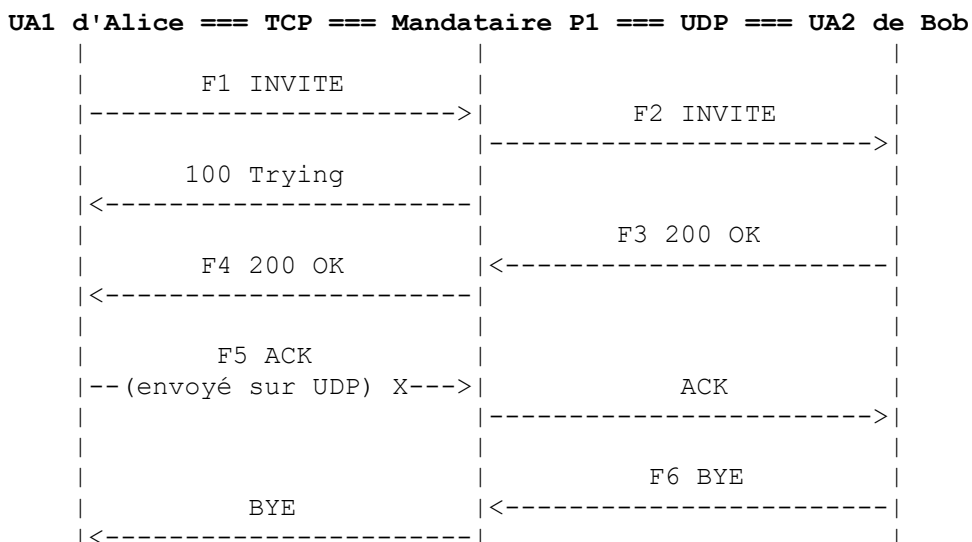 UA1 d'Alice === TCP === Mandataire P1 === UDP === UA2 de Bob
F1 INVITE
F2 INVITE
100 Trying
F3 200 OK
F4 200 OK
F5 ACK
(envoyé sur UDP) X ACK
F6 BYE
BYE